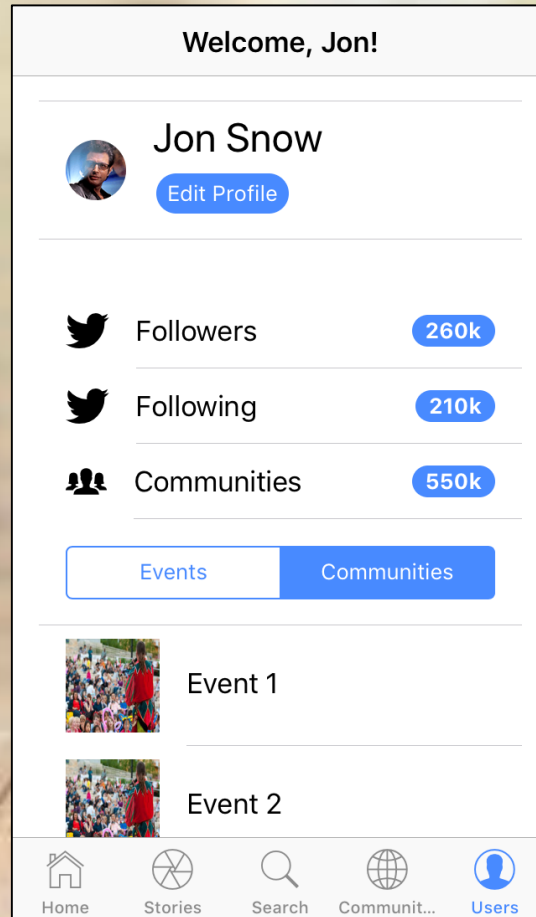 Welcome, Jon!
Jon Snow
Edit Profile
Followers 260k
Following 210k
Communities 550k
Events Communities
Event 1
Event 2
Home Stories Search Communit... Users